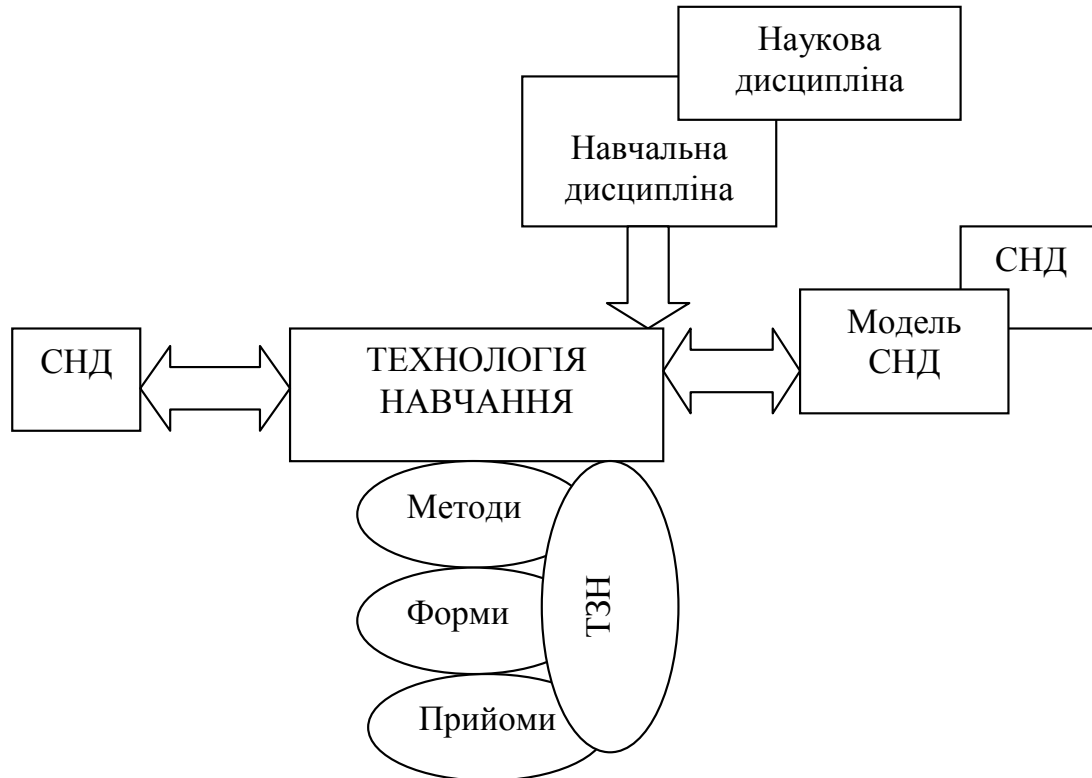 Наукова
дисципліна
Навчальна
дисципліна
СНД
Модель
СНД
СНД
ТЕХНОЛОГІЯ
НАВЧАННЯ
Методи
Форми
ТЗН
Прийоми